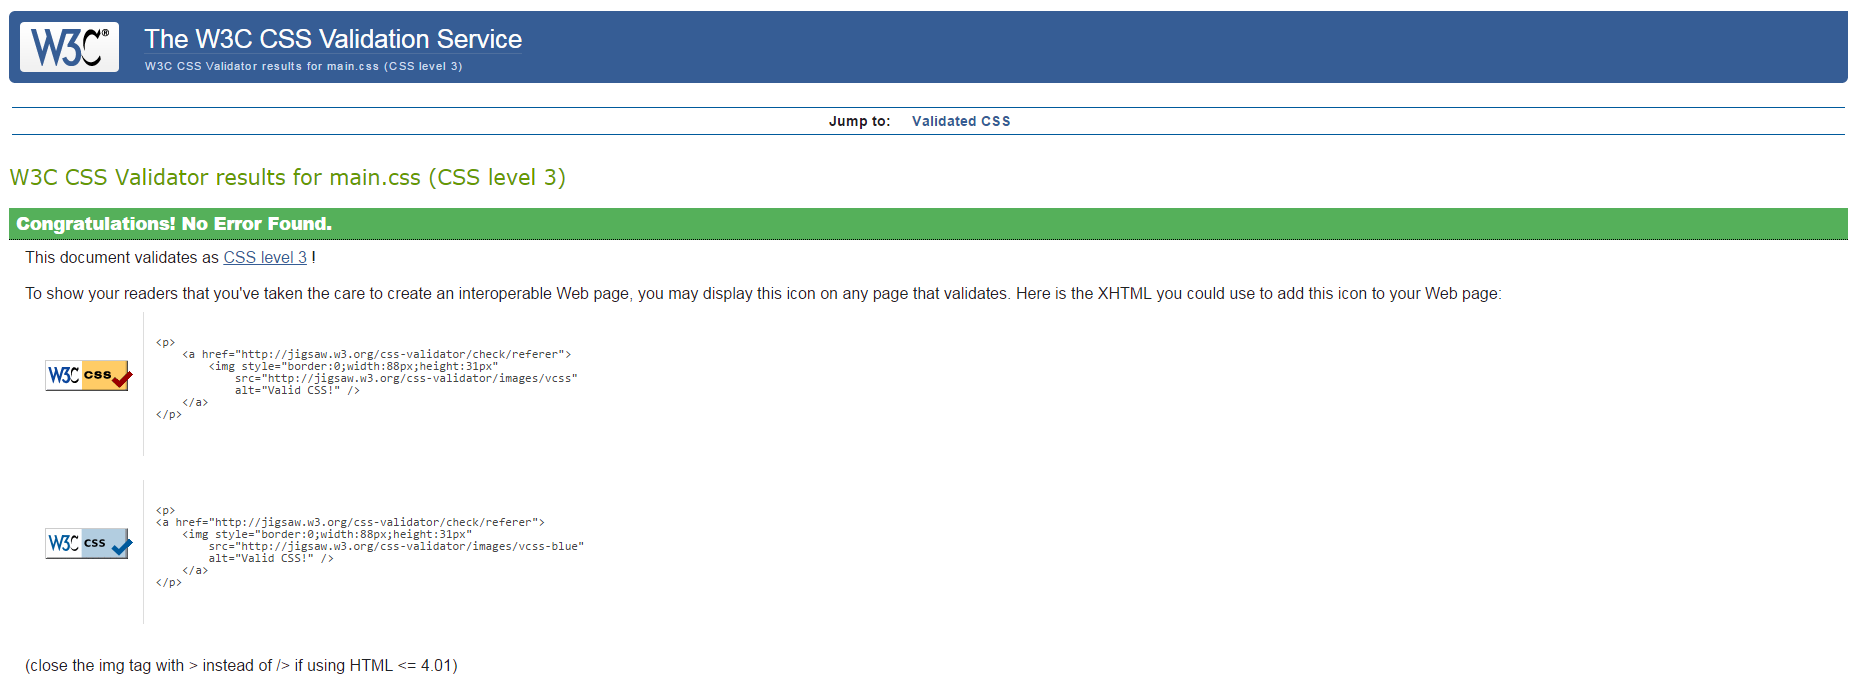 W3C®
The W3C CSS Validation Service
W3C CSS Validator results for main.css (CSS level 3)
Jump to: Validated CSS
W3C CSS Validator results for main.css (CSS level 3)
Congratulations! No Error Found.
This document validates as CSS level 3 !
To show your readers that you've taken the care to create an interoperable Web page, you may display this icon on any page that validates. Here is the XHTML you could use to add this icon to your Web page:
W3C css
<p>
    <a href="http://jigsaw.w3.org/css-validator/check/referer">
        <img style="border:0;width:88px;height:31px"
            src="http://jigsaw.w3.org/css-validator/images/vcss"
            alt="Valid CSS!" />
    </a>
</p>
W3C css
<p>
<a href="http://jigsaw.w3.org/css-validator/check/referer">
    <img style="border:0;width:88px;height:31px"
        src="http://jigsaw.w3.org/css-validator/images/vcss-blue"
        alt="Valid CSS!" />
    </a>
</p>
(close the img tag with > instead of /> if using HTML <= 4.01)